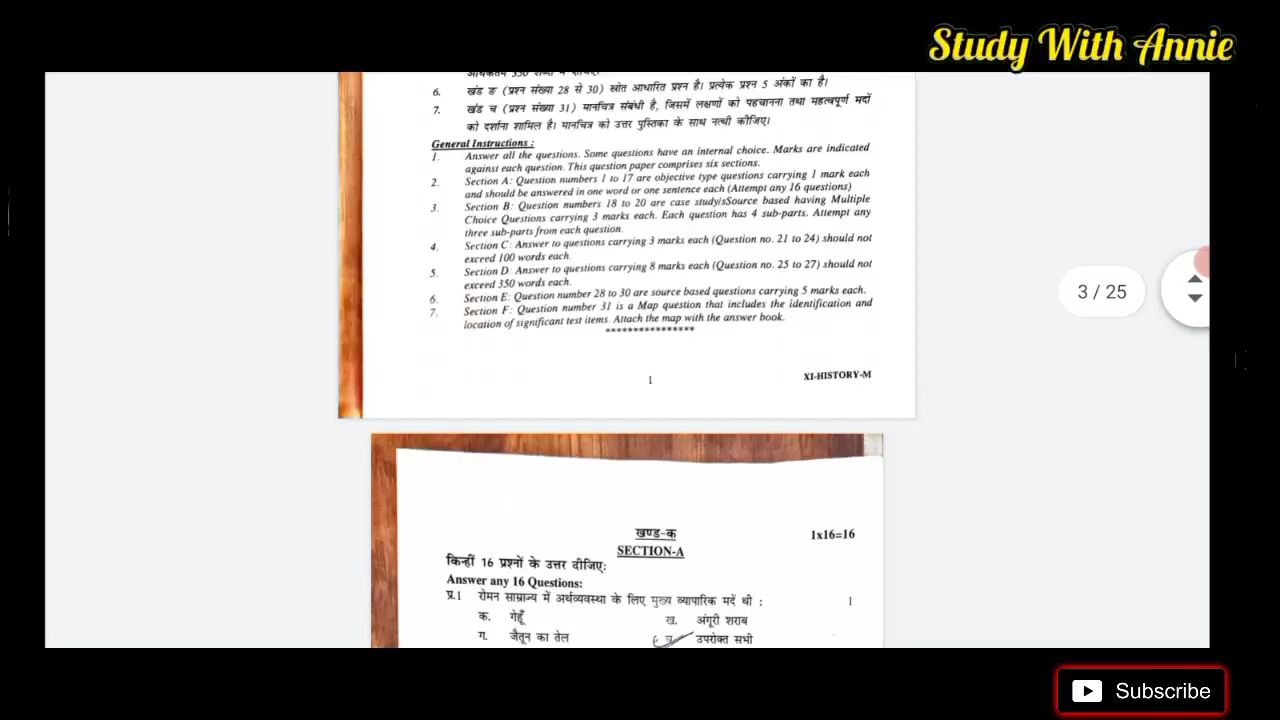 Study With Annie
अधिकतम 350 शब्दों में दीजिए।
6. खंड ङ (प्रश्न संख्या 28 से 30) स्रोत आधारित प्रश्न है। प्रत्येक प्रश्न 5 अंकों का है।
7. खंड च (प्रश्न संख्या 31) मानचित्र संबंधी है, जिसमें लक्षणों को पहचानना तथा महत्वपूर्ण मदों
को दर्शाना शामिल है। मानचित्र को उत्तर पुस्तिका के साथ नत्थी कीजिए।
General Instructions :
1. Answer all the questions. Some questions have an internal choice. Marks are indicated
against each question. This question paper comprises six sections.
2. Section A: Question numbers 1 to 17 are objective type questions carrying 1 mark each
and should be answered in one word or one sentence each (Attempt any 16 questions)
3. Section B: Question numbers 18 to 20 are case study/sSource based having Multiple
Choice Questions carrying 3 marks each. Each question has 4 sub-parts. Attempt any
three sub-parts from each question.
4. Section C: Answer to questions carrying 3 marks each (Question no. 21 to 24) should not
exceed 100 words each.
5. Section D: Answer to questions carrying 8 marks each (Question no. 25 to 27) should not
exceed 350 words each.
6. Section E: Question number 28 to 30 are source based questions carrying 5 marks each.
7. Section F: Question number 31 is a Map question that includes the identification and
location of significant test items. Attach the map with the answer book.
****************
1 XI-HISTORY-M
3 / 25
खण्ड-क 1x16=16
SECTION-A
किन्हीं 16 प्रश्नों के उत्तर दीजिए:
Answer any 16 Questions:
प्र.1 रोमन साम्राज्य में अर्थव्यवस्था के लिए मुख्य व्यापारिक मदें थी : 1
क. गेहूँ ख. अंगूरी शराब
ग. जैतून का तेल उपरोक्त सभी
Subscribe